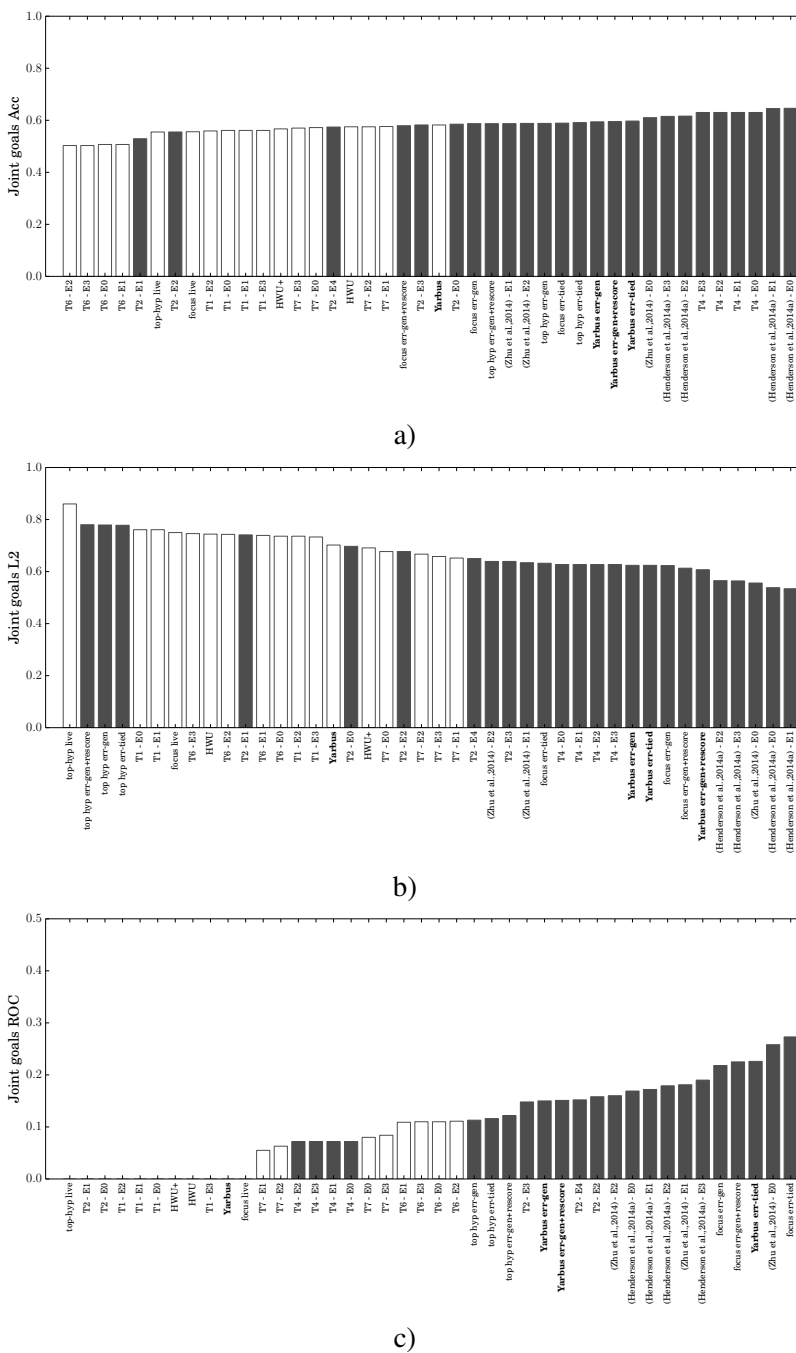 1.0
0.8
0.6
0.4
0.2
0.0
Joint goals Acc
T6 - E2
T6 - E3
T6 - E0
T6 - E1
T2 - E1
top-hyp live
T2 - E2
focus live
T1 - E2
T1 - E0
T1 - E1
T1 - E3
HWU+
T7 - E3
T7 - E0
T2 - E4
HWU
T7 - E2
T7 - E1
focus err-gen+rescore
T2 - E3
Yarbus
T2 - E0
focus err-gen
top hyp err-gen+rescore
(Zhu et al.,2014) - E1
(Zhu et al.,2014) - E2
top hyp err-gen
focus err-tied
top hyp err-tied
Yarbus err-gen
Yarbus err-gen+rescore
Yarbus err-tied
(Zhu et al.,2014) - E0
(Henderson et al.,2014a) - E3
(Henderson et al.,2014a) - E2
T4 - E3
T4 - E2
T4 - E1
T4 - E0
(Henderson et al.,2014a) - E1
(Henderson et al.,2014a) - E0
a)
1.0
0.8
0.6
0.4
0.2
0.0
Joint goals L2
top-hyp live
top hyp err-gen+rescore
top hyp err-gen
top hyp err-tied
T1 - E0
T1 - E1
focus live
T6 - E3
HWU
T6 - E2
T2 - E1
T6 - E1
T6 - E0
T1 - E2
T1 - E3
Yarbus
T2 - E0
HWU+
T7 - E0
T2 - E2
T7 - E2
T7 - E3
T7 - E1
T2 - E4
(Zhu et al.,2014) - E2
T2 - E3
(Zhu et al.,2014) - E1
focus err-tied
T4 - E0
T4 - E1
T4 - E2
T4 - E3
Yarbus err-gen
Yarbus err-tied
focus err-gen
focus err-gen+rescore
Yarbus err-gen+rescore
(Henderson et al.,2014a) - E2
(Henderson et al.,2014a) - E3
(Zhu et al.,2014) - E0
(Henderson et al.,2014a) - E0
(Henderson et al.,2014a) - E1
b)
0.5
0.4
0.3
0.2
0.1
0.0
Joint goals ROC
top-hyp live
T2 - E1
T2 - E0
T1 - E2
T1 - E1
T1 - E0
HWU+
HWU
T1 - E3
Yarbus
focus live
T7 - E1
T7 - E2
T4 - E2
T4 - E3
T4 - E1
T4 - E0
T7 - E0
T7 - E3
T6 - E1
T6 - E3
T6 - E0
T6 - E2
top hyp err-gen
top hyp err-tied
top hyp err-gen+rescore
T2 - E3
Yarbus err-gen
Yarbus err-gen+rescore
T2 - E4
T2 - E2
(Zhu et al.,2014) - E2
(Henderson et al.,2014a) - E0
(Henderson et al.,2014a) - E1
(Henderson et al.,2014a) - E2
(Zhu et al.,2014) - E1
(Henderson et al.,2014a) - E3
focus err-gen
focus err-gen+rescore
Yarbus err-tied
(Zhu et al.,2014) - E0
focus err-tied
c)